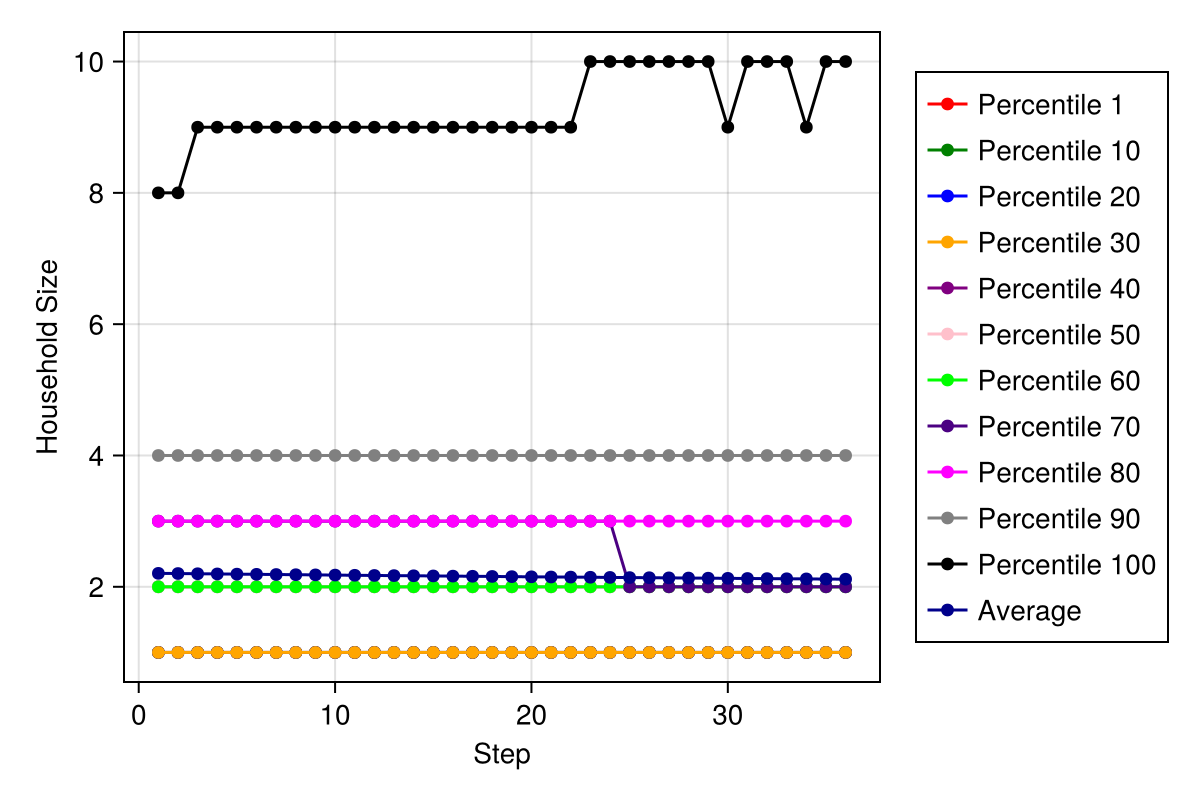 10
8
6
4
2
Household Size
0
10
20
30
Step
Percentile 1
Percentile 10
Percentile 20
Percentile 30
Percentile 40
Percentile 50
Percentile 60
Percentile 70
Percentile 80
Percentile 90
Percentile 100
Average